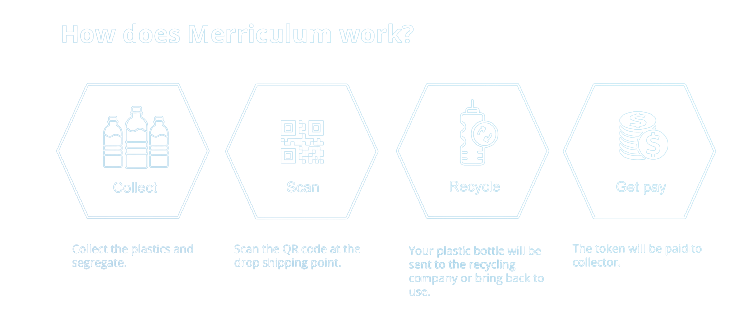 How does Merriculum work?
Collect
Scan
Recycle
Get pay
Collect the plastics and
segregate.
Scan the QR code at the
drop shipping point.
Your plastic bottle will be
sent to the recycling
company or bring back to
use.
The token will be paid to
collector.